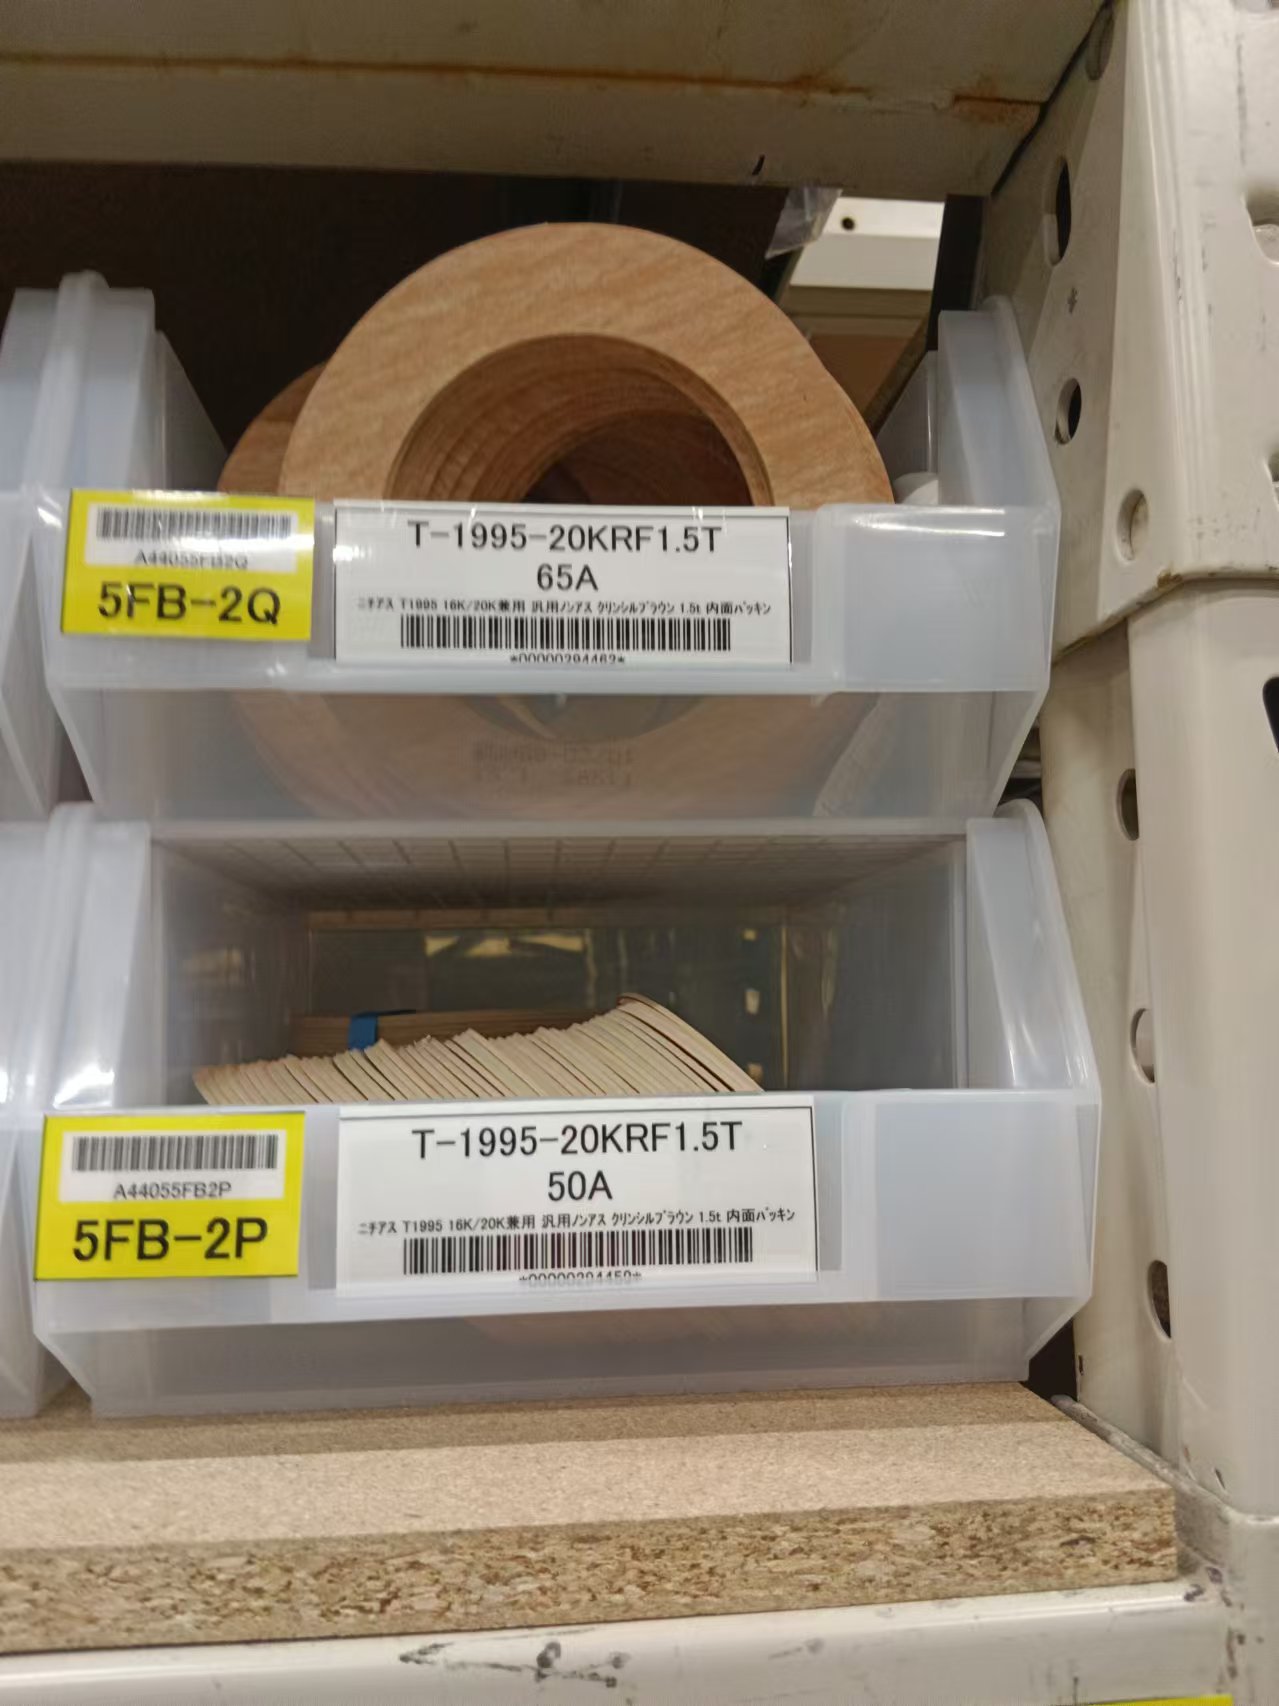 A44055FB2Q
5FB-2Q
T-1995-20KRF1.5T
65A
ニチアス T1995 16K/20K兼用 汎用ノンアス クリンシルブラウン 1.5t 内面パッキン
*00000294462*
A44055FB2P
5FB-2P
T-1995-20KRF1.5T
50A
ニチアス T1995 16K/20K兼用 汎用ノンアス クリンシルブラウン 1.5t 内面パッキン
*00000294459*